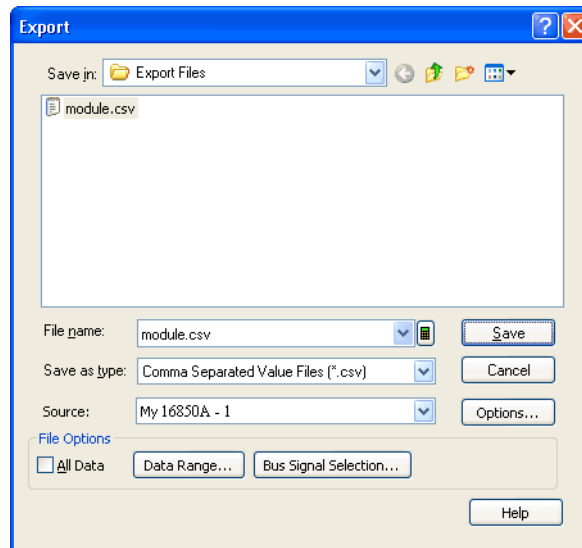 Export
Save in: Export Files
module.csv
File name: module.csv Save
Save as type: Comma Separated Value Files (*.csv) Cancel
Source: My 16850A - 1 Options...
File Options
All Data Data Range... Bus Signal Selection...
Help